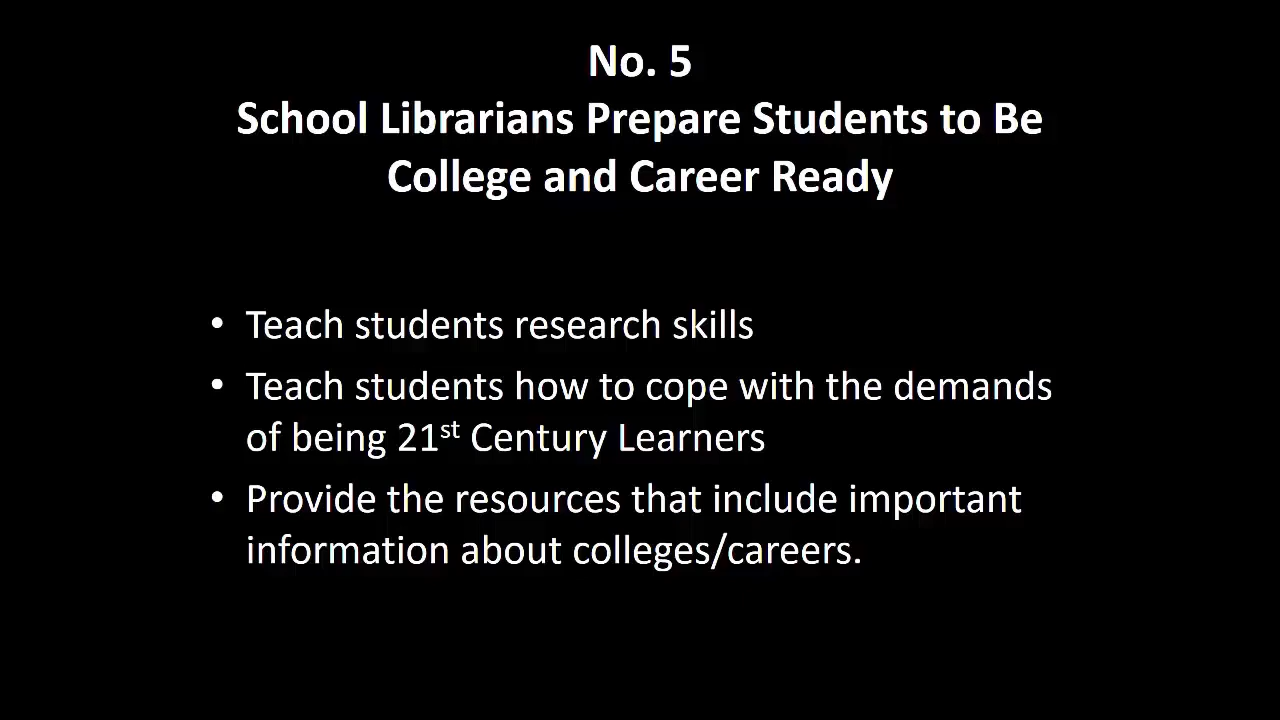 No. 5
School Librarians Prepare Students to Be
College and Career Ready
• Teach students research skills
• Teach students how to cope with the demands
of being 21st Century Learners
• Provide the resources that include important
information about colleges/careers.